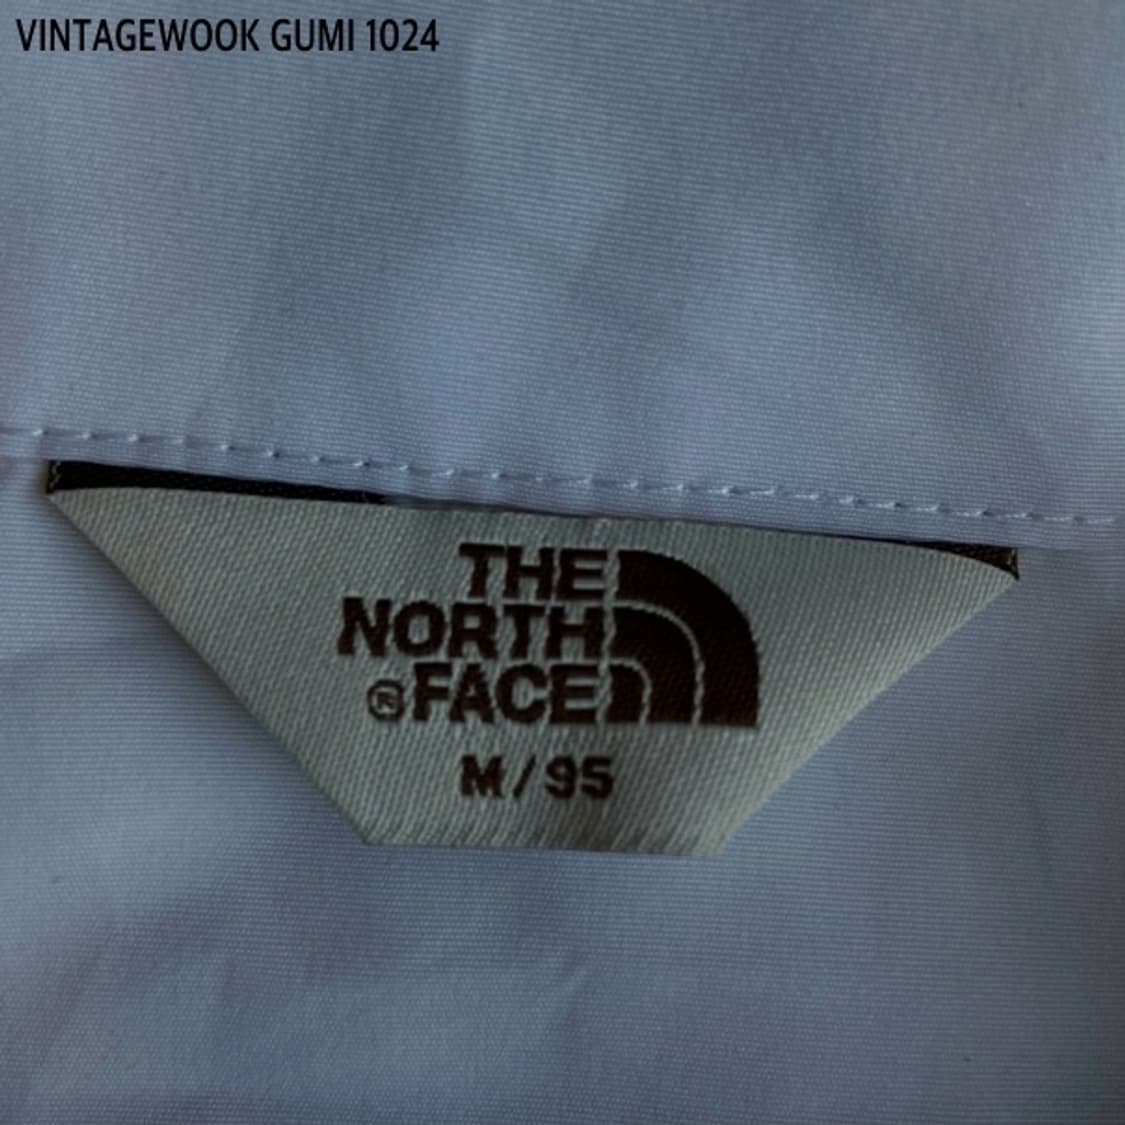 VINTAGEWOOK GUMI 1024
THE
NORTH
®FACE
M/95